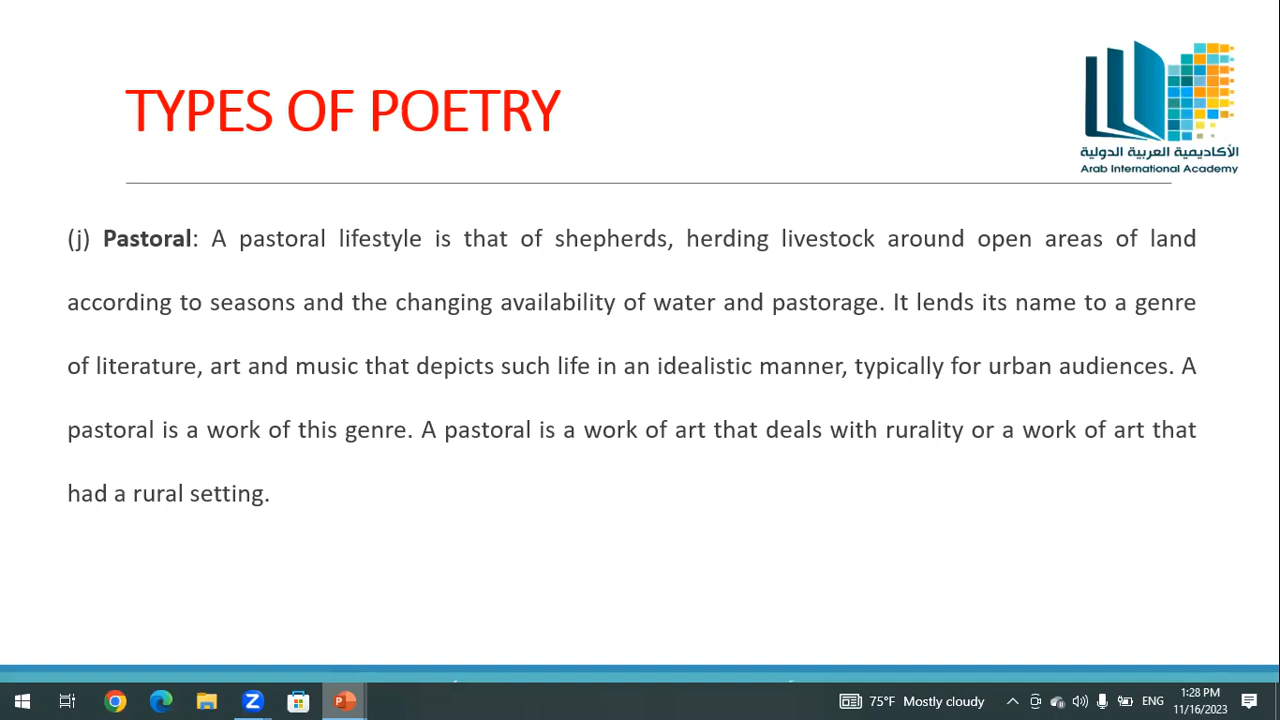 TYPES OF POETRY
الأكاديمية العربية الدولية
Arab International Academy
(j) Pastoral: A pastoral lifestyle is that of shepherds, herding livestock around open areas of land
according to seasons and the changing availability of water and pastorage. It lends its name to a genre
of literature, art and music that depicts such life in an idealistic manner, typically for urban audiences. A
pastoral is a work of this genre. A pastoral is a work of art that deals with rurality or a work of art that
had a rural setting.
75°F Mostly cloudy
ENG
1:28 PM
11/16/2023